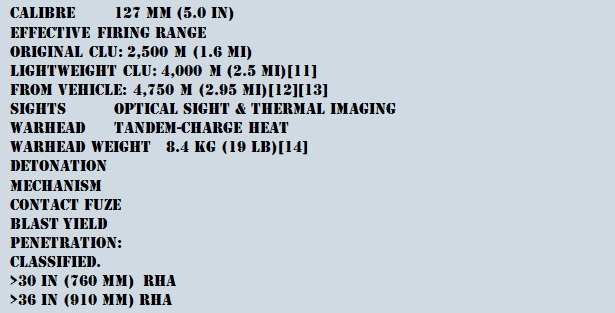 CALIBRE 127 MM (5.0 IN)
EFFECTIVE FIRING RANGE
ORIGINAL CLU: 2,500 M (1.6 MI)
LIGHTWEIGHT CLU: 4,000 M (2.5 MI)[11]
FROM VEHICLE: 4,750 M (2.95 MI)[12][13]
SIGHTS OPTICAL SIGHT & THERMAL IMAGING
WARHEAD TANDEM-CHARGE HEAT
WARHEAD WEIGHT 8.4 KG (19 LB)[14]
DETONATION
MECHANISM
CONTACT FUZE
BLAST YIELD
PENETRATION:
CLASSIFIED.
>30 IN (760 MM) RHA
>36 IN (910 MM) RHA